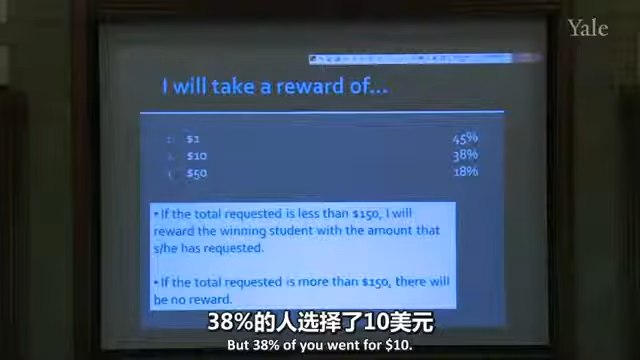 Yale
I will take a reward of...
1. $1 45%
2. $10 38%
3. $50 18%
• If the total requested is less than $150, I will
reward the winning student with the amount that
s/he has requested.
• If the total requested is more than $150, there will
be no reward.
38%的人选择了10美元
But 38% of you went for $10.